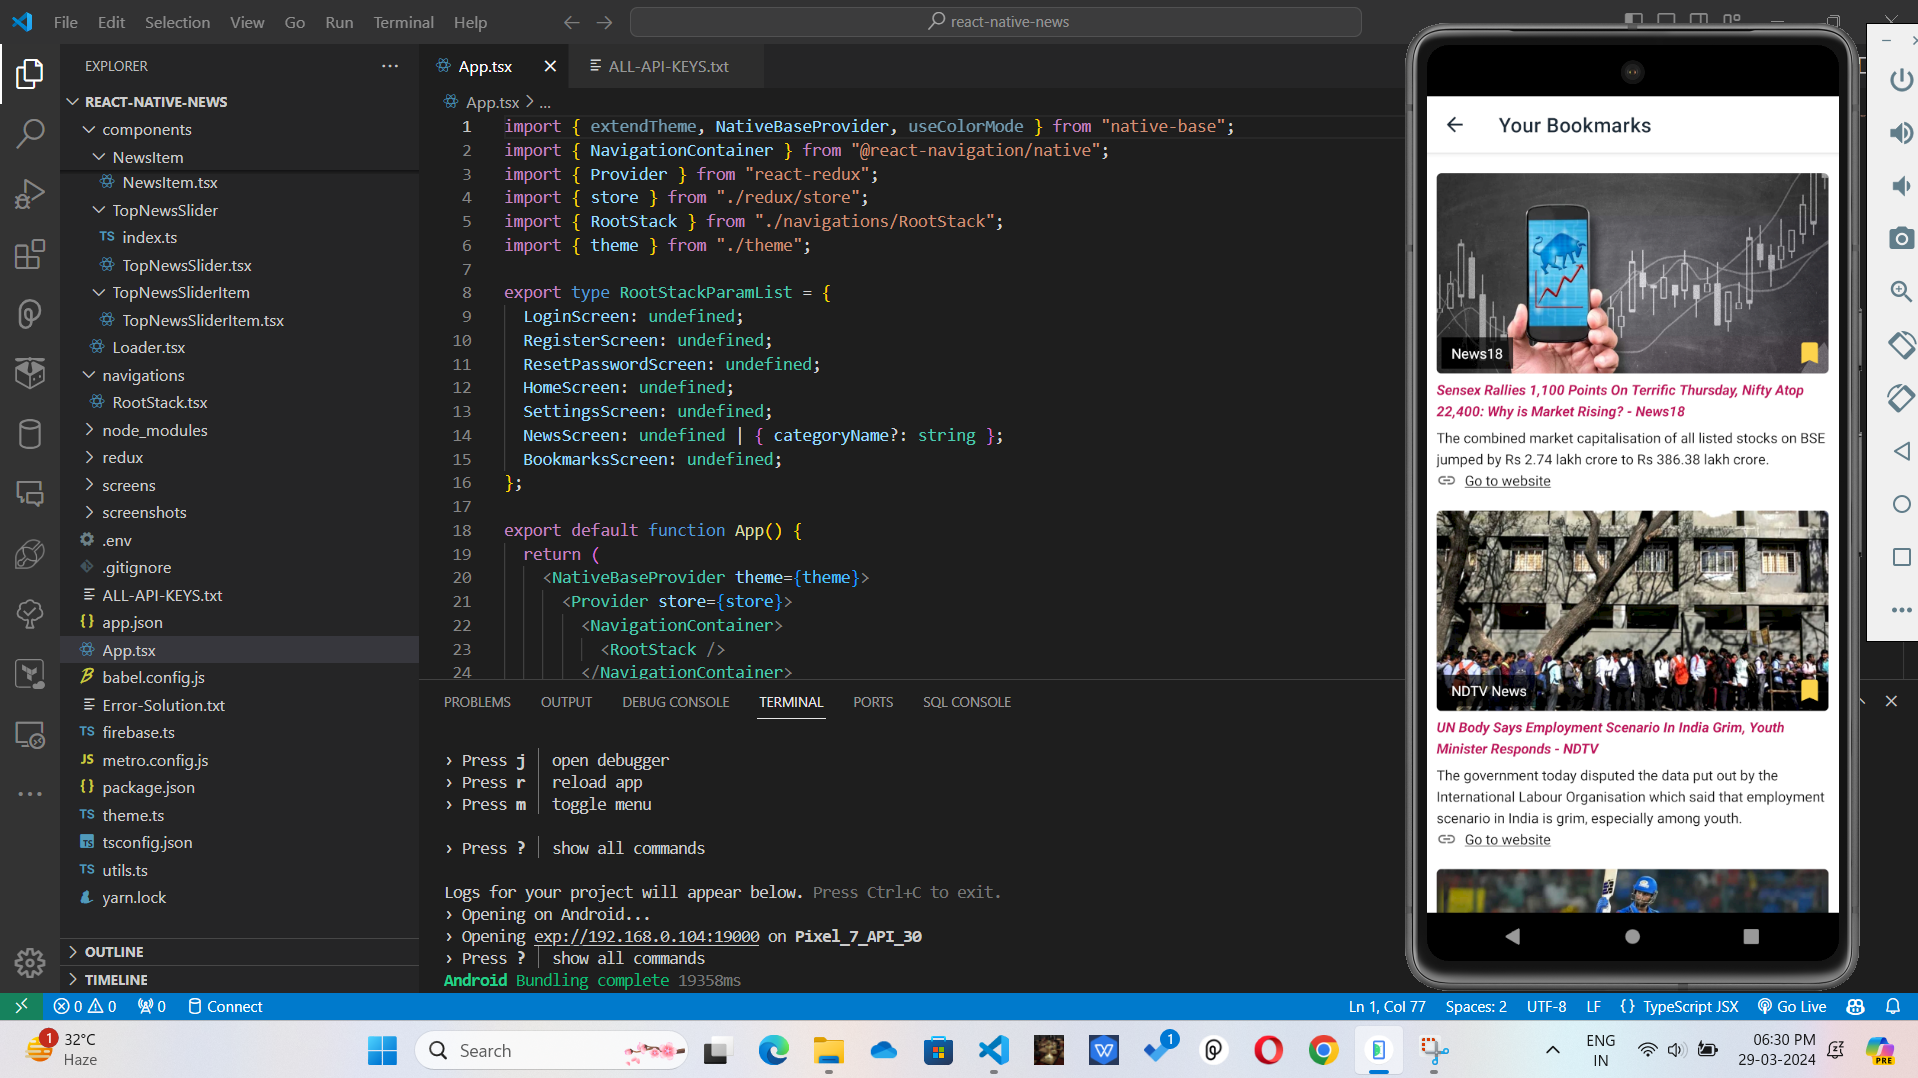 File Edit Selection View Go Run Terminal Help
react-native-news
EXPLORER
REACT-NATIVE-NEWS
components
NewsItem
NewsItem.tsx
TopNewsSlider
TS index.ts
TopNewsSlider.tsx
TopNewsSliderItem
TopNewsSliderItem.tsx
Loader.tsx
navigations
RootStack.tsx
node_modules
redux
screens
screenshots
.env
.gitignore
ALL-API-KEYS.txt
{} app.json
App.tsx
babel.config.js
Error-Solution.txt
TS firebase.ts
JS metro.config.js
{} package.json
TS theme.ts
tsconfig.json
TS utils.ts
yarn.lock
OUTLINE
TIMELINE
App.tsx
ALL-API-KEYS.txt
App.tsx > ...
1 import { extendTheme, NativeBaseProvider, useColorMode } from "native-base";
2 import { NavigationContainer } from "@react-navigation/native";
3 import { Provider } from "react-redux";
4 import { store } from "./redux/store";
5 import { RootStack } from "./navigations/RootStack";
6 import { theme } from "./theme";
7
8 export type RootStackParamList = {
9 LoginScreen: undefined;
10 RegisterScreen: undefined;
11 ResetPasswordScreen: undefined;
12 HomeScreen: undefined;
13 SettingsScreen: undefined;
14 NewsScreen: undefined | { categoryName?: string };
15 BookmarksScreen: undefined;
16 };
17
18 export default function App() {
19 return (
20 <NativeBaseProvider theme={theme}>
21 <Provider store={store}>
22 <NavigationContainer>
23 <RootStack />
24 </NavigationContainer>
PROBLEMS OUTPUT DEBUG CONSOLE TERMINAL PORTS SQL CONSOLE
› Press j │ open debugger
› Press r │ reload app
› Press m │ toggle menu
› Press ? │ show all commands
Logs for your project will appear below. Press Ctrl+C to exit.
› Opening on Android...
› Opening exp://192.168.0.104:19000 on Pixel_7_API_30
› Press ? │ show all commands
Android Bundling complete 19358ms
Your Bookmarks
News18
Sensex Rallies 1,100 Points On Terrific Thursday, Nifty Atop
22,400: Why is Market Rising? - News18
The combined market capitalisation of all listed stocks on BSE
jumped by Rs 2.74 lakh crore to Rs 386.38 lakh crore.
Go to website
NDTV News
UN Body Says Employment Scenario In India Grim, Youth
Minister Responds - NDTV
The government today disputed the data put out by the
International Labour Organisation which said that employment
scenario in India is grim, especially among youth.
Go to website
0 0 0 Connect
Ln 1, Col 77 Spaces: 2 UTF-8 LF {} TypeScript JSX Go Live
1
32°C
Haze
Search
W
1
ENG
IN
06:30 PM
29-03-2024
PRE